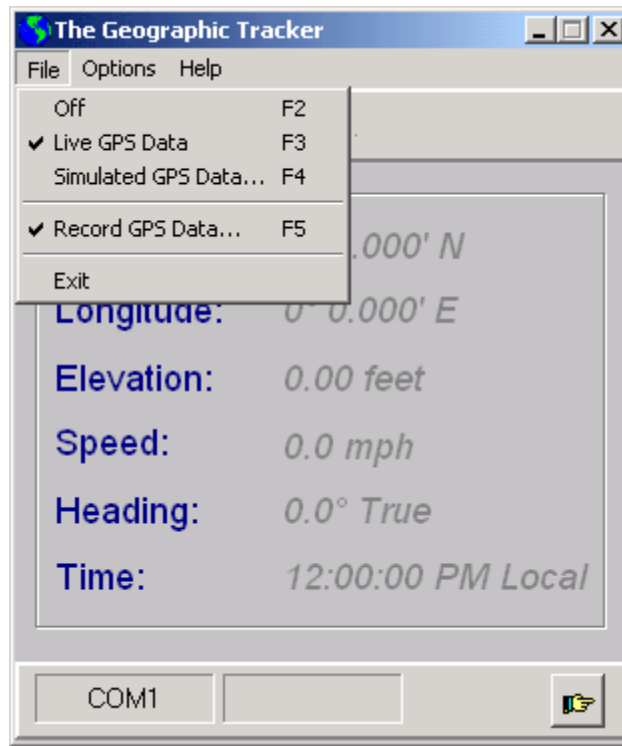 The Geographic Tracker
File Options Help
Off F2
Live GPS Data F3
Simulated GPS Data... F4
Record GPS Data... F5
Exit
.000' N
Longitude: 0° 0.000' E
Elevation: 0.00 feet
Speed: 0.0 mph
Heading: 0.0° True
Time: 12:00:00 PM Local
COM1